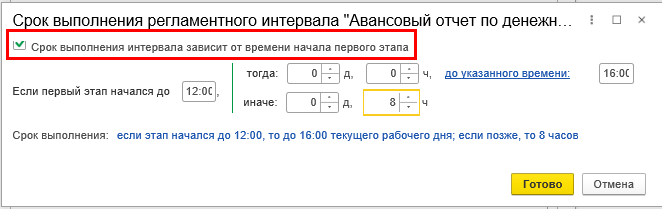 Срок выполнения регламентного интервала "Авансовый отчет по денежн...
Срок выполнения интервала зависит от времени начала первого этапа
тогда: 0 д, 0 ч, до указанного времени: 16:00
Если первый этап начался до 12:00,
иначе: 0 д, 8 ч
Срок выполнения: если этап начался до 12:00, то до 16:00 текущего рабочего дня; если позже, то 8 часов
Готово Отмена